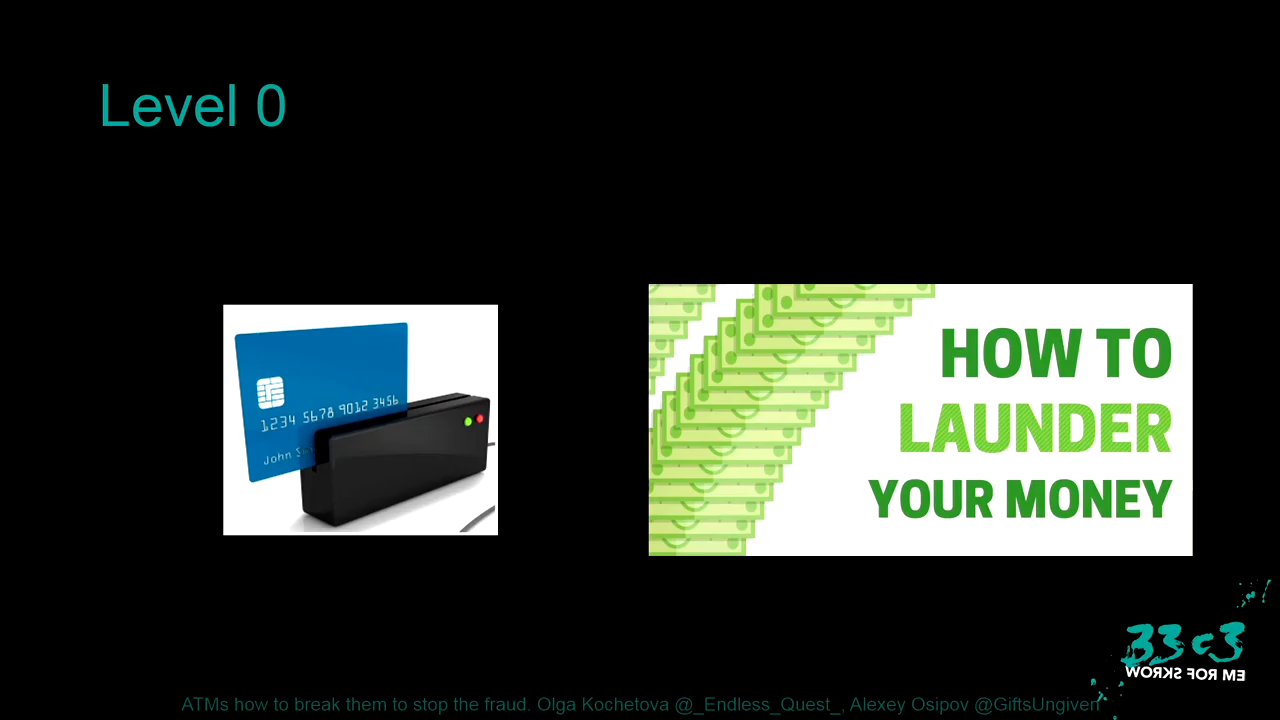 Level 0
1234 5678 9012 3456
John S
HOW TO
LAUNDER
YOUR MONEY
33c3
WORKS FOR ME
ATMs how to break them to stop the fraud. Olga Kochetova @_Endless_Quest_, Alexey Osipov @GiftsUngiven